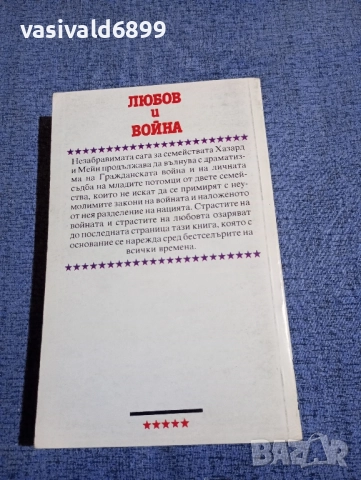 vasivald6899
ЛЮБОВ
и
ВОЙНА
Незабравимата сага за семействата Хазард
и Мейн продължава да вълнува с драматиз-
ма на Гражданската война и на личната
съдба на младите потомци от двете семей-
ства, които не искат да се примирят с неу-
молимите закони на войната и наложеното
от нея разделение на нацията. Страстите на
войната и страстите на любовта озаряват
до последната страница тази книга, която с
основание се нарежда сред бестселърите на
всички времена.
BAZAR